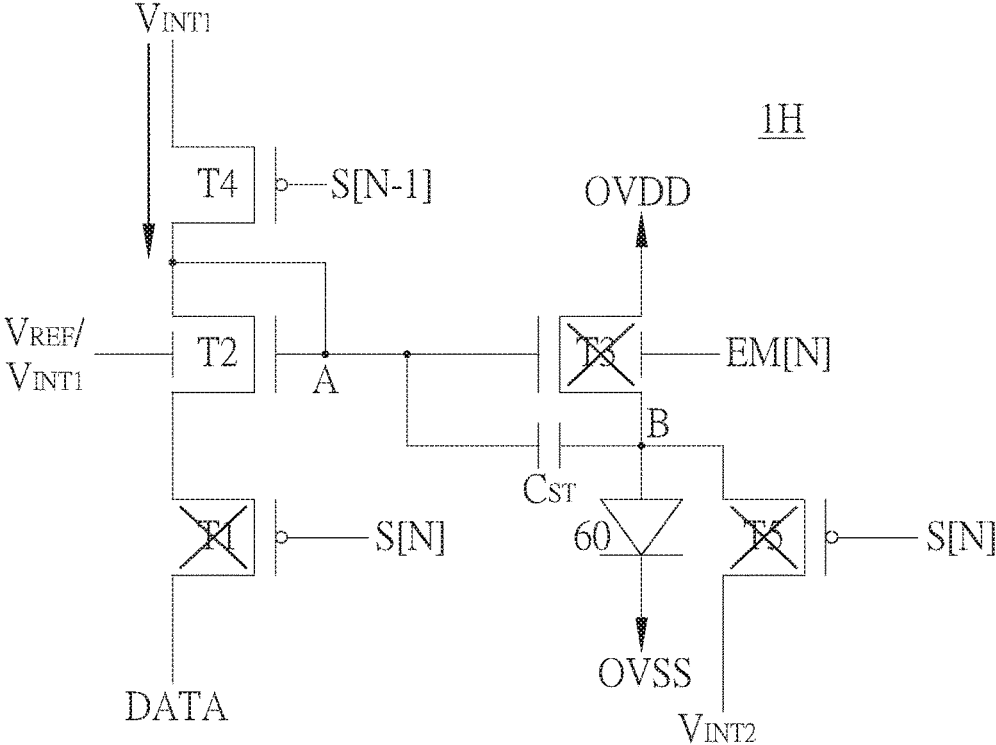 VINT1
1H
T4
S[N-1]
OVDD
VREF/
VINT1
T2
A
T3
EM[N]
B
CST
T1
S[N]
60
T5
S[N]
OVSS
DATA
VINT2